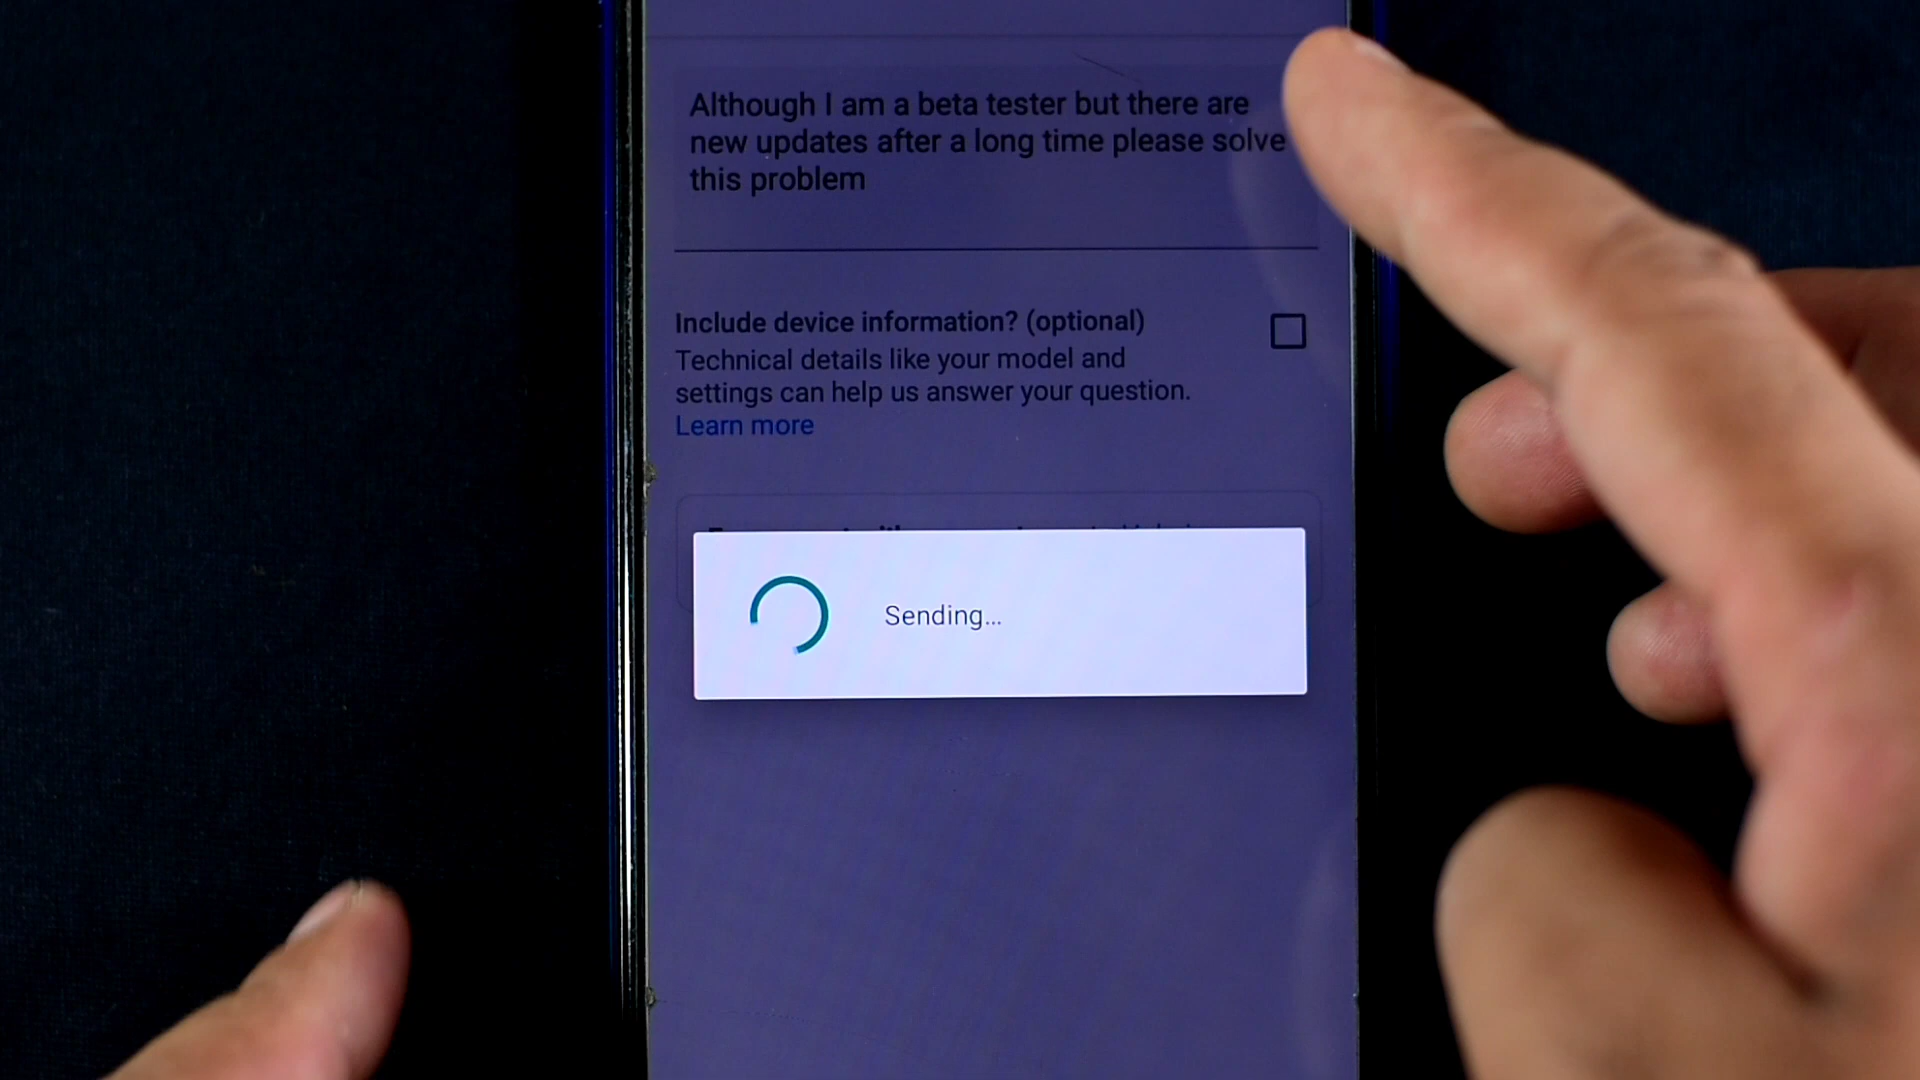 Although I am a beta tester but there are
new updates after a long time please solve
this problem
Include device information? (optional)
Technical details like your model and
settings can help us answer your question.
Learn more
Sending...